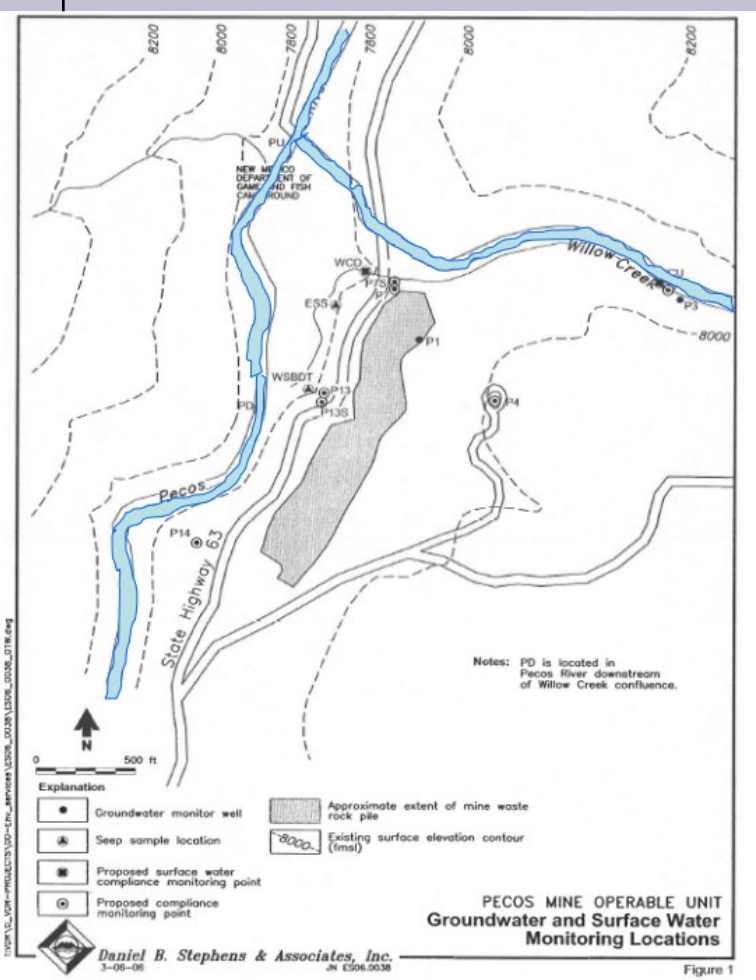 8200
8000
7800
7800
8000
8200
PU
NEW MEXICO
DEPARTMENT OF
GAME AND FISH
CAMPGROUND
WCD
P7S
P7
Willow Creek
CU
P3
ESS
8000
P1
WSBDT
P13
P13S
P4
PD
Pecos
P14
State Highway 63
Notes: PD is located in
Pecos River downstream
of Willow Creek confluence.
N
0 500 ft
Explanation
Groundwater monitor well
Seep sample location
Proposed surface water
compliance monitoring point
Proposed compliance
monitoring point
Approximate extent of mine waste
rock pile
8000
Existing surface elevation contour
(fmsl)
PECOS MINE OPERABLE UNIT
Groundwater and Surface Water
Monitoring Locations
Daniel B. Stephens & Associates, Inc.
3-06-06 JN ES06.0038
Figure 1